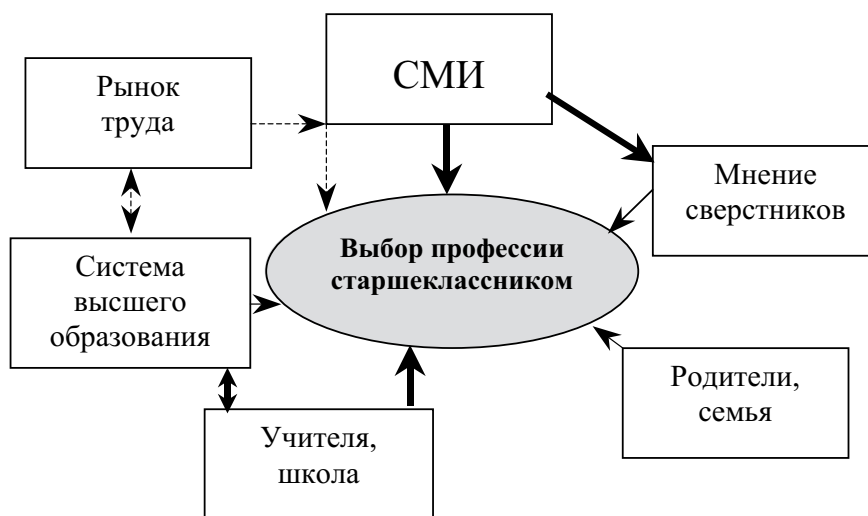 СМИ
Рынок
труда
Мнение
сверстников
Выбор профессии
старшеклассником
Система
высшего
образования
Родители,
семья
Учителя,
школа